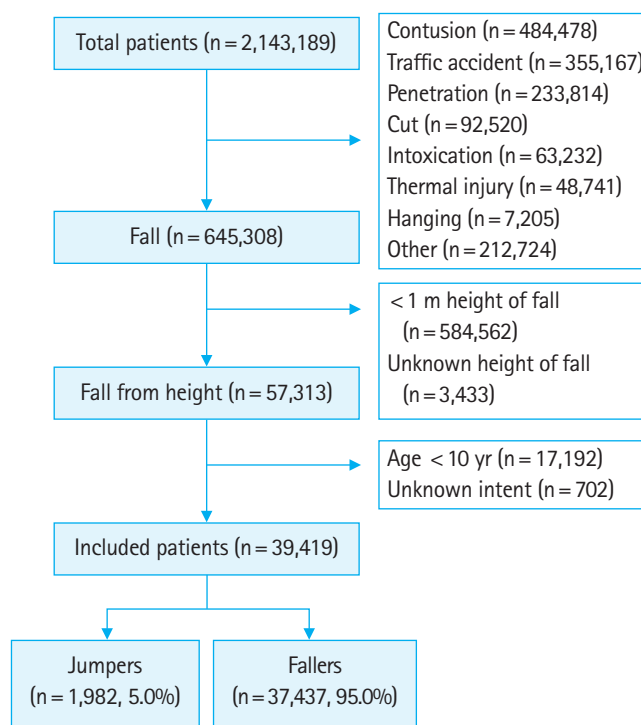 Total patients (n=2,143,189)
Contusion (n=484,478)
Traffic accident (n=355,167)
Penetration (n=233,814)
Cut (n=92,520)
Intoxication (n=63,232)
Thermal injury (n=48,741)
Hanging (n=7,205)
Other (n=212,724)
Fall (n=645,308)
<1 m height of fall
(n=584,562)
Unknown height of fall
(n=3,433)
Fall from height (n=57,313)
Age <10 yr (n=17,192)
Unknown intent (n=702)
Included patients (n=39,419)
Jumpers
(n=1,982, 5.0%)
Fallers
(n=37,437, 95.0%)